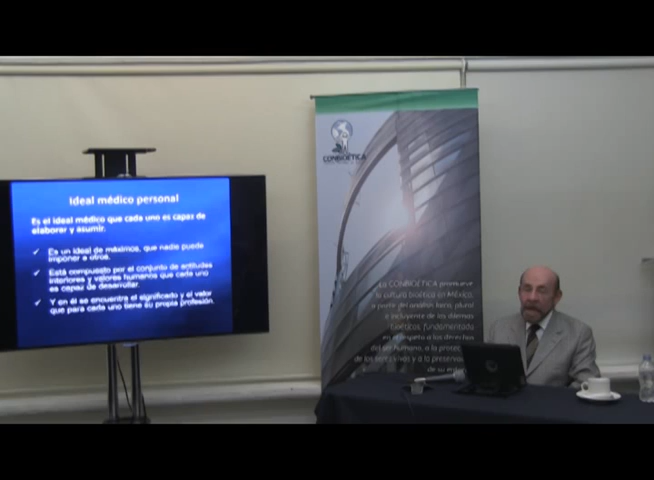 Ideal médico personal
Es el ideal médico que cada uno es capaz de
elaborar y asumir.
✓ Es un ideal de máximos, que nadie puede
imponer a otros.
✓ Está compuesto por el conjunto de actitudes
interiores y valores humanos que cada uno
es capaz de desarrollar.
✓ Y en él se encuentra el significado y el valor
que para cada uno tiene su propia profesión.
CONBIOÉTICA
La CONBIOÉTICA promueve
la cultura bioética en México,
a partir del análisis laico, plural
e incluyente de los dilemas
bioéticos, fundamentada
en el respeto a los derechos
del ser humano, a la protección
de los seres vivos y a la preservación
de su